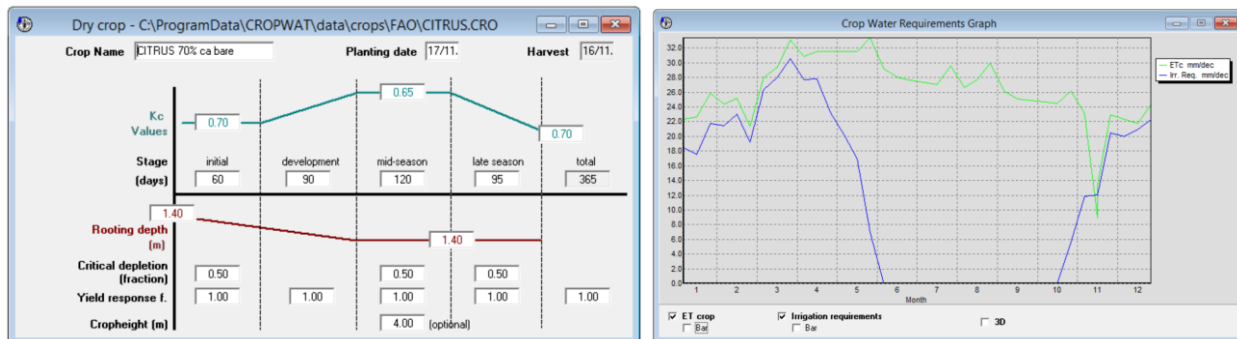 Dry crop - C:\ProgramData\CROPWAT\data\crops\FAO\CITRUS.CRO
Crop Name CITRUS 70% ca bare Planting date 17/11. Harvest 16/11.
Kc Values 0.70 0.65 0.70
Stage initial development mid-season late season total
(days) 60 90 120 95 365
Rooting depth (m) 1.40 1.40
Critical depletion (fraction) 0.50 0.50 0.50
Yield response f. 1.00 1.00 1.00 1.00 1.00
Cropheight (m) 4.00 (optional)
Crop Water Requirements Graph
32.0
30.0
28.0
26.0
24.0
22.0
20.0
18.0
16.0
14.0
12.0
10.0
8.0
6.0
4.0
2.0
0.0
1 2 3 4 5 6 7 8 9 10 11 12
Month
ETc mm/dec
Irr. Req. mm/dec
ET crop Irrigation requirements 3D
Bar Bar